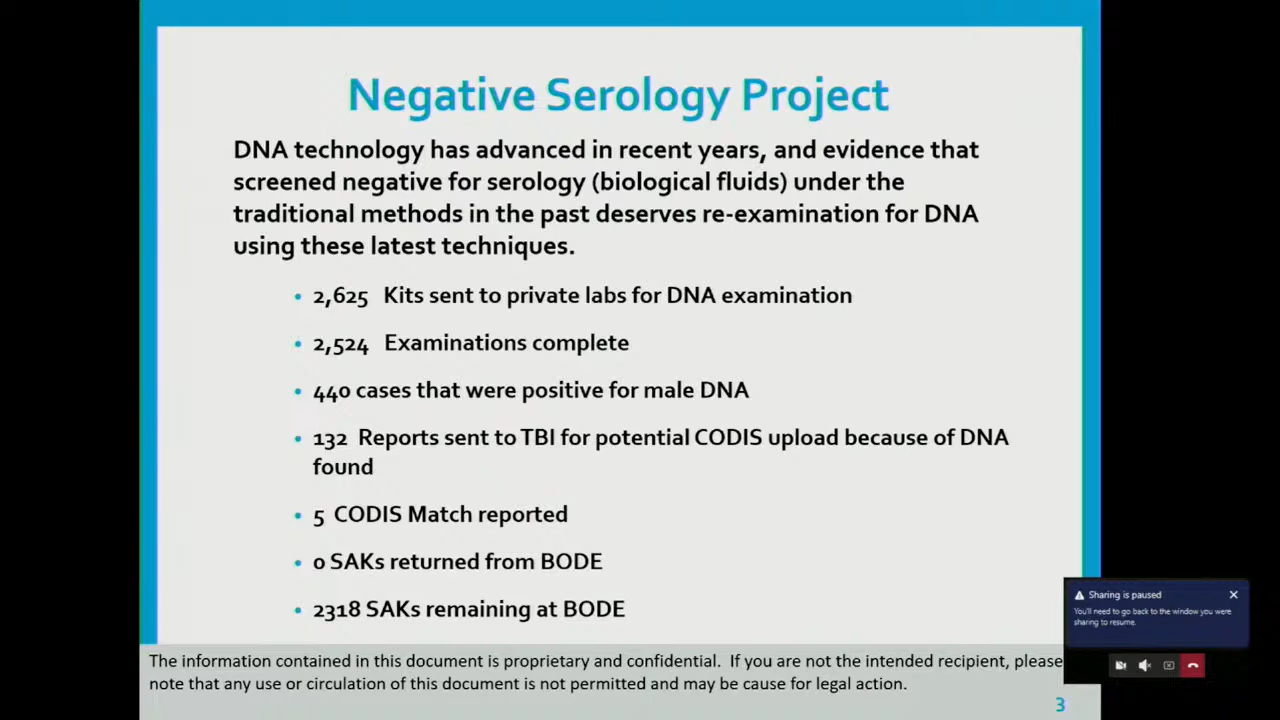 Negative Serology Project
DNA technology has advanced in recent years, and evidence that
screened negative for serology (biological fluids) under the
traditional methods in the past deserves re-examination for DNA
using these latest techniques.
• 2,625 Kits sent to private labs for DNA examination
• 2,524 Examinations complete
• 440 cases that were positive for male DNA
• 132 Reports sent to TBI for potential CODIS upload because of DNA
found
• 5 CODIS Match reported
• 0 SAKs returned from BODE
• 2318 SAKs remaining at BODE
Sharing is paused
You'll need to go back to the window you were
sharing to resume.
The information contained in this document is proprietary and confidential. If you are not the intended recipient, please
note that any use or circulation of this document is not permitted and may be cause for legal action.
3